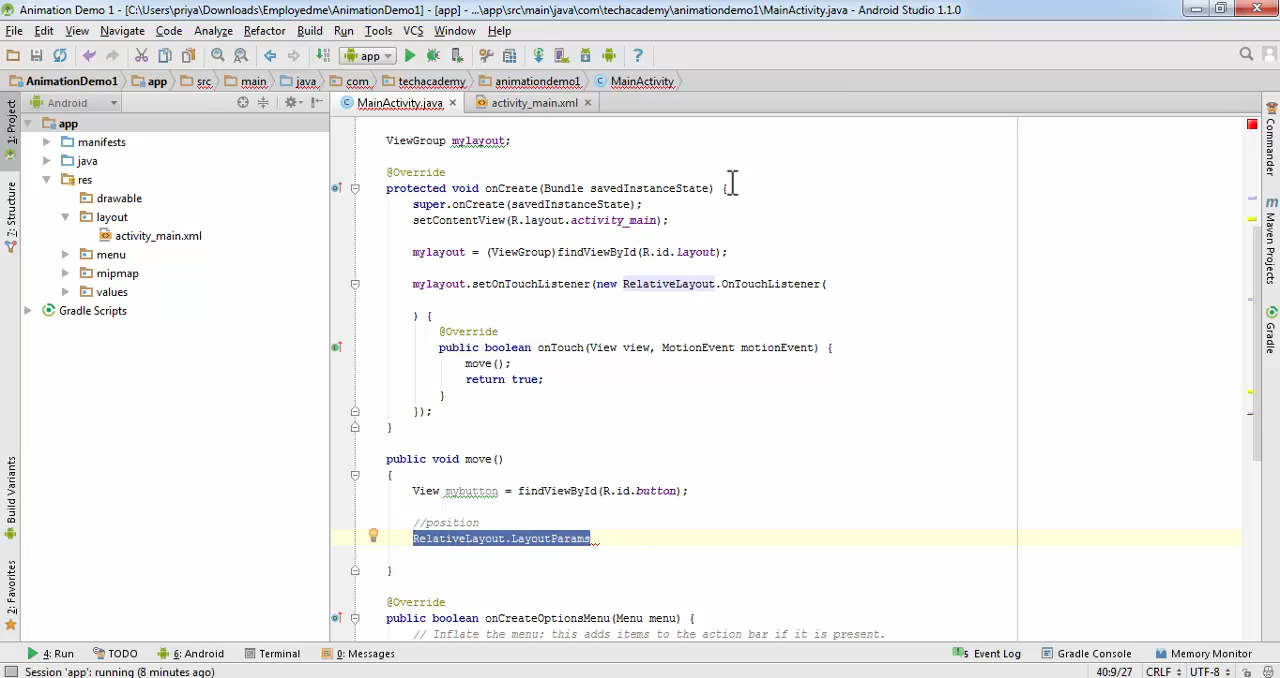 Animation Demo 1 - [C:\Users\priya\Downloads\Employedme\AnimationDemo1] - [app] - ...\app\src\main\java\com\techacademy\animationdemo1\MainActivity.java - Android Studio 1.1.0
File Edit View Navigate Code Analyze Refactor Build Run Tools VCS Window Help
app
AnimationDemo1 app src main java com techacademy animationdemo1 MainActivity
Android
MainActivity.java
activity_main.xml
1: Project
7: Structure
Build Variants
2: Favorites
app
manifests
java
res
drawable
layout
activity_main.xml
menu
mipmap
values
Gradle Scripts
ViewGroup mylayout;
@Override
protected void onCreate(Bundle savedInstanceState) {
super.onCreate(savedInstanceState);
setContentView(R.layout.activity_main);
mylayout = (ViewGroup)findViewById(R.id.layout);
mylayout.setOnTouchListener(new RelativeLayout.OnTouchListener(
) {
@Override
public boolean onTouch(View view, MotionEvent motionEvent) {
move();
return true;
}
});
}
public void move()
{
View mybutton = findViewById(R.id.button);
//position
RelativeLayout.LayoutParams
}
@Override
public boolean onCreateOptionsMenu(Menu menu) {
// Inflate the menu; this adds items to the action bar if it is present.
Commander
m Maven Projects
Gradle
4: Run TODO 6: Android Terminal 0: Messages 5 Event Log Gradle Console Memory Monitor
Session 'app': running (8 minutes ago) 40:9/27 CRLF UTF-8